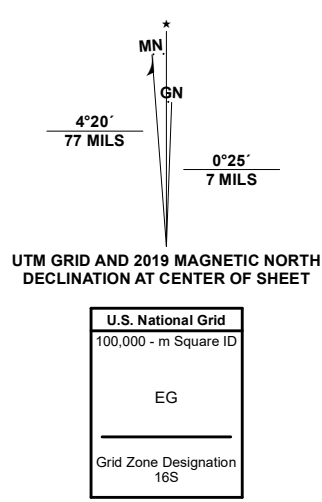 MN
GN
4°20´
77 MILS
0°25´
7 MILS
UTM GRID AND 2019 MAGNETIC NORTH
DECLINATION AT CENTER OF SHEET
U.S. National Grid
100,000 - m Square ID
EG
Grid Zone Designation
16S